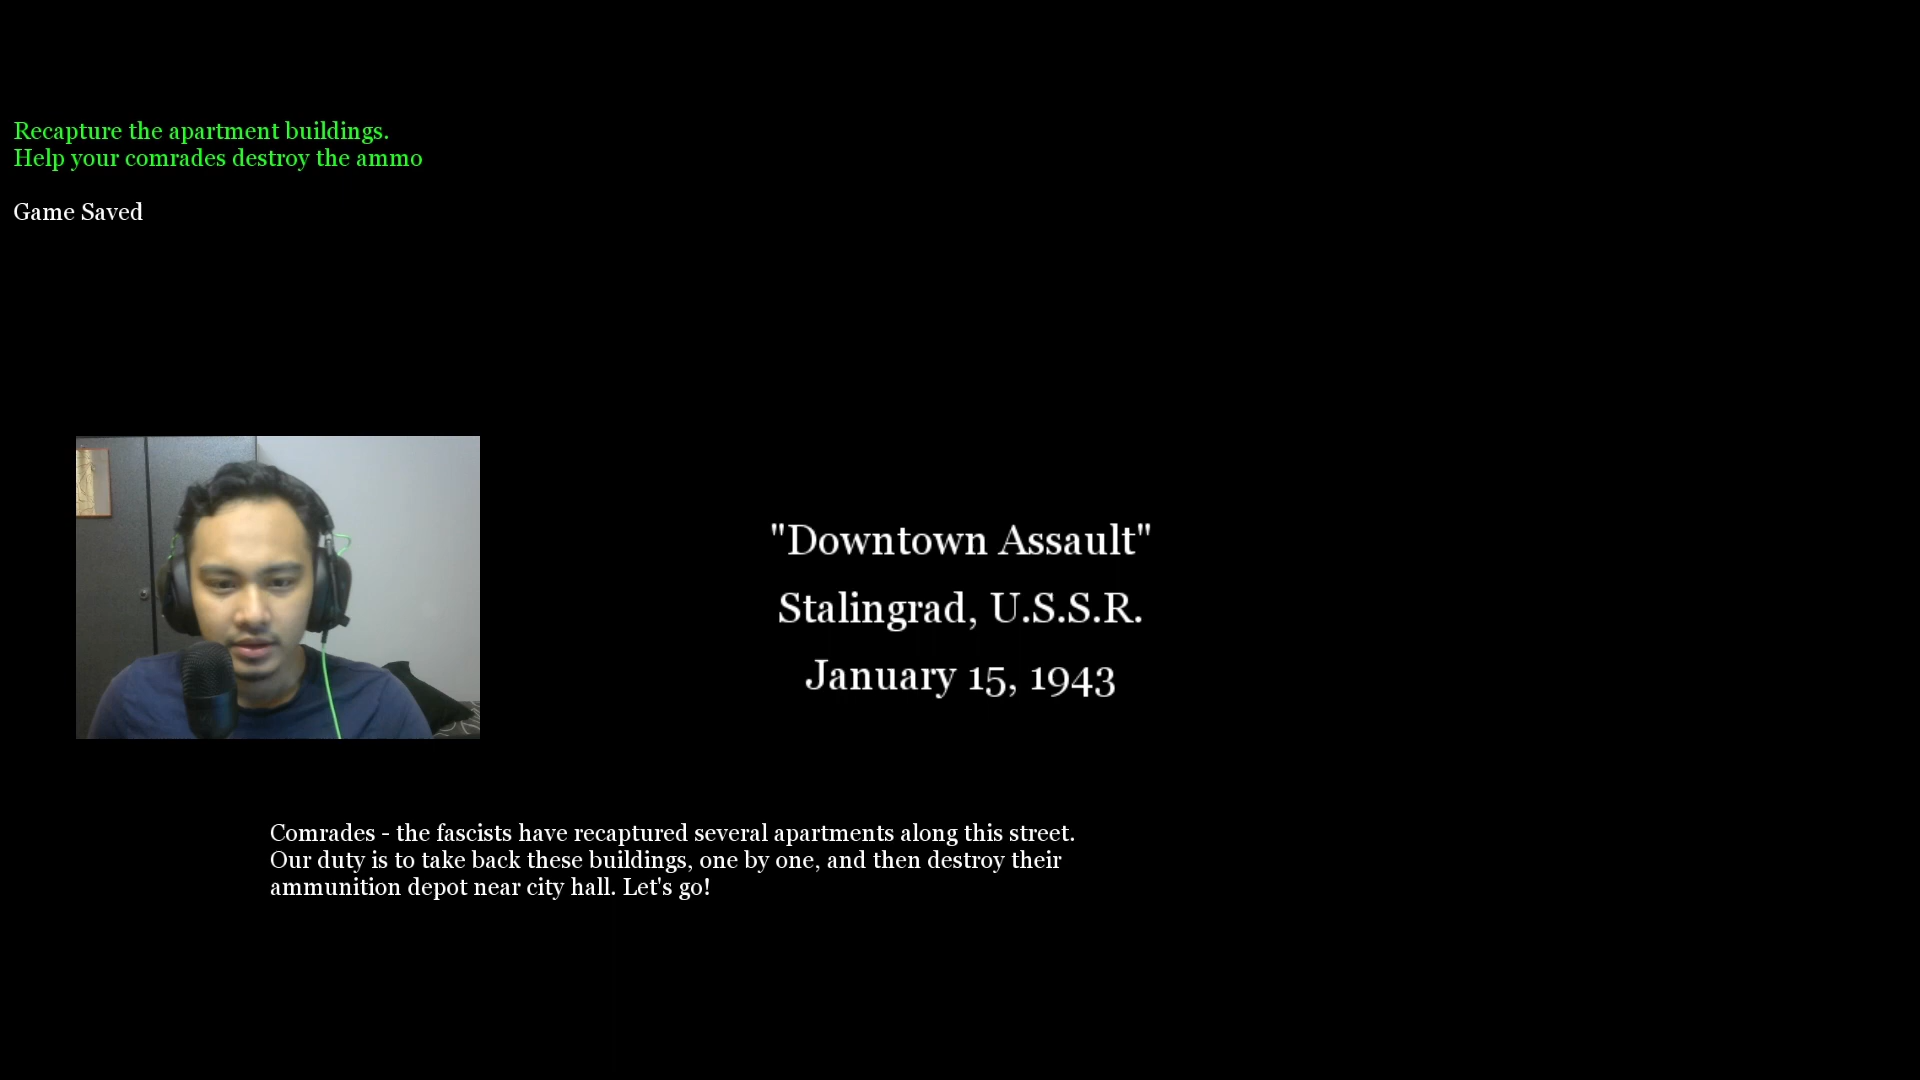 Recapture the apartment buildings.
Help your comrades destroy the ammo
Game Saved
"Downtown Assault"
Stalingrad, U.S.S.R.
January 15, 1943
Comrades - the fascists have recaptured several apartments along this street.
Our duty is to take back these buildings, one by one, and then destroy their
ammunition depot near city hall. Let's go!